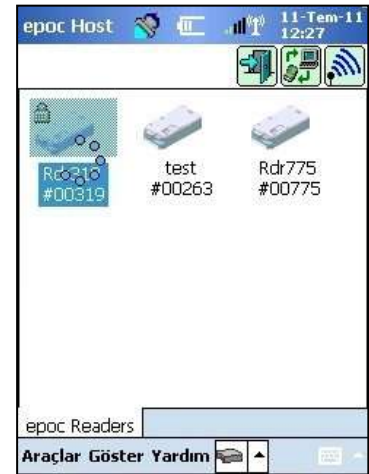 epoc Host
11-Tem-11
12:27
test
Rdr775
#00319
#00263
#00775
epoc Readers
Araçlar Göster Yardım